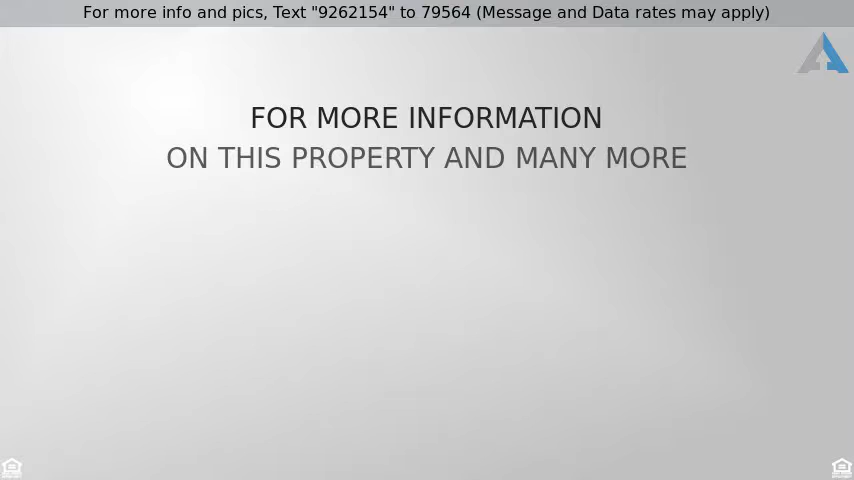 For more info and pics, Text "9262154" to 79564 (Message and Data rates may apply)
FOR MORE INFORMATION
ON THIS PROPERTY AND MANY MORE